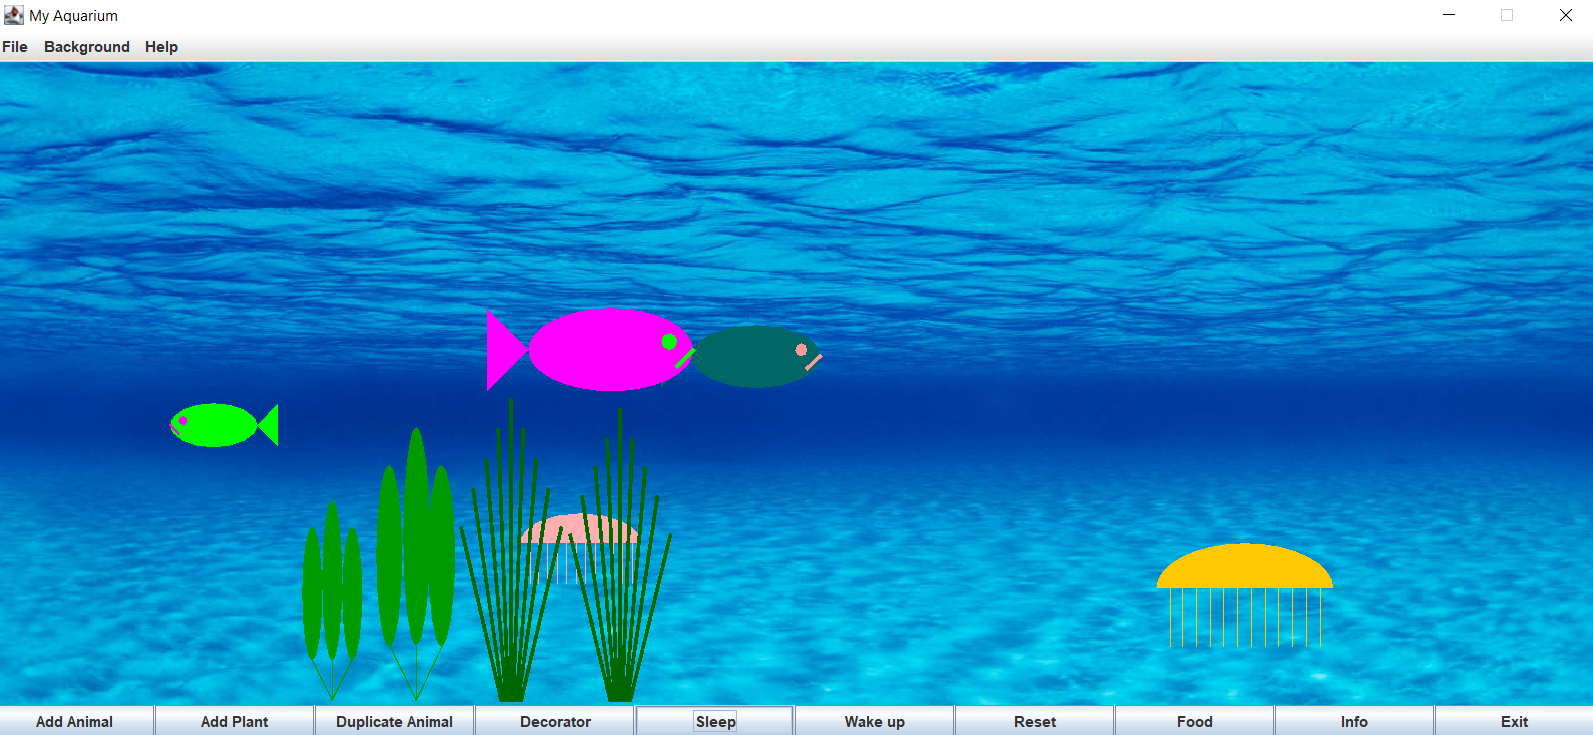 My Aquarium
File Background Help
Add Animal Add Plant Duplicate Animal Decorator Sleep Wake up Reset Food Info Exit